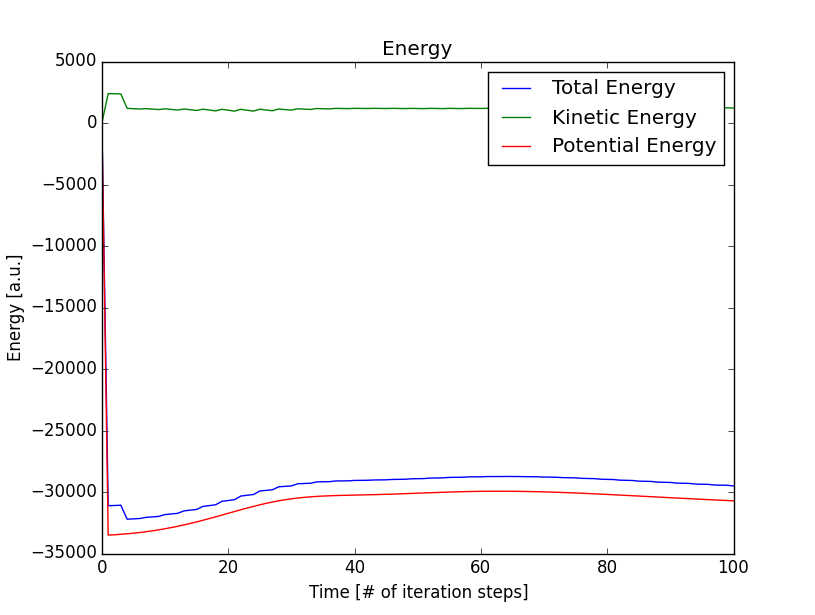 Energy
5000
0
−5000
−10000
−15000
−20000
−25000
−30000
−35000
Energy [a.u.]
Total Energy
Kinetic Energy
Potential Energy
0 20 40 60 80 100
Time [# of iteration steps]